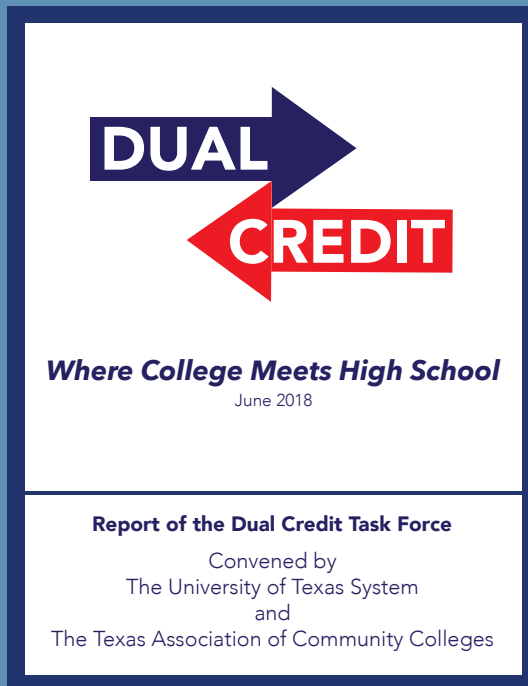 DUAL
CREDIT
Where College Meets High School
June 2018
Report of the Dual Credit Task Force
Convened by
The University of Texas System
and
The Texas Association of Community Colleges